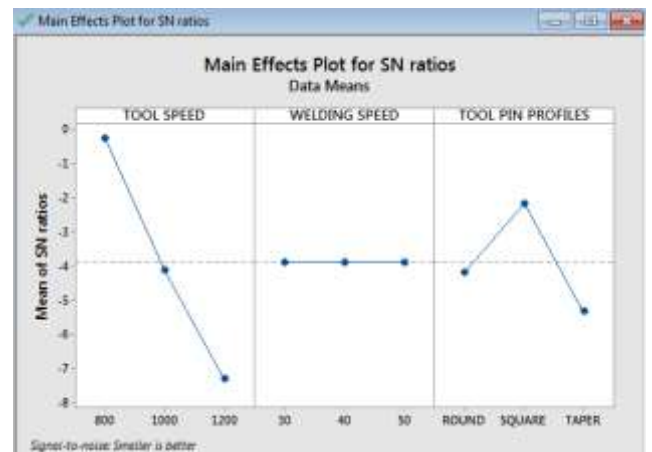 Main Effects Plot for SN ratios
Main Effects Plot for SN ratios
Data Means
TOOL SPEED WELDING SPEED TOOL PIN PROFILES
Mean of SN ratios
0
-1
-2
-3
-4
-5
-6
-7
-8
800 1000 1200 30 40 50 ROUND SQUARE TAPER
Signal-to-noise: Smaller is better